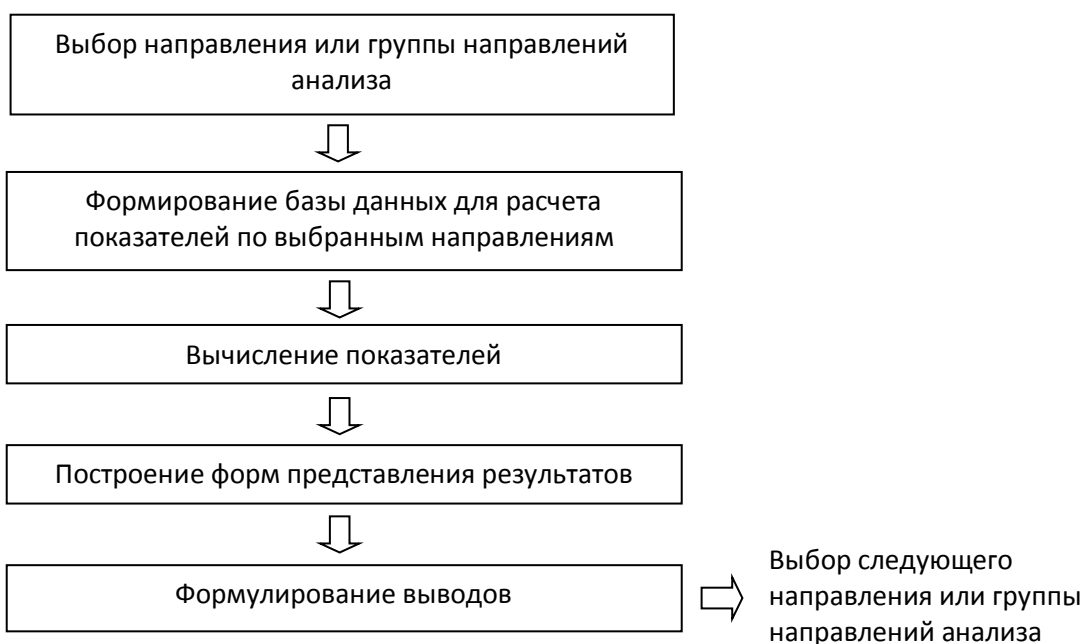 Выбор направления или группы направлений
анализа
Формирование базы данных для расчета
показателей по выбранным направлениям
Вычисление показателей
Построение форм представления результатов
Формулирование выводов
Выбор следующего
направления или группы
направлений анализа